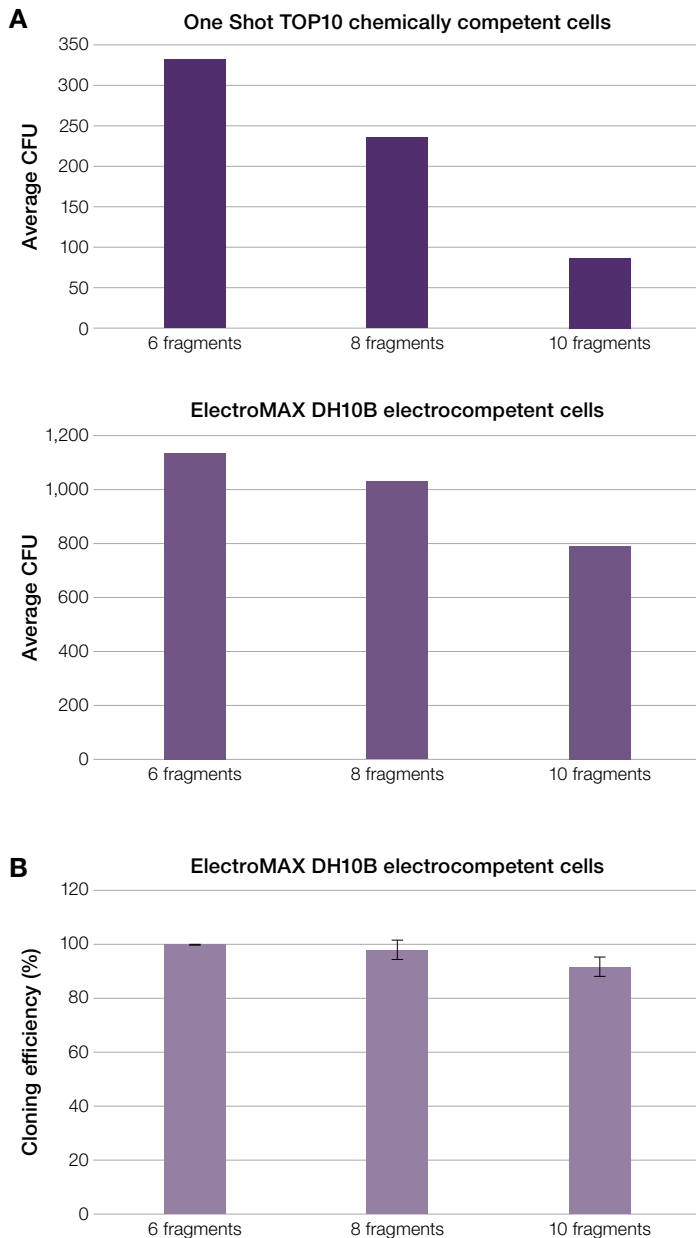 A
One Shot TOP10 chemically competent cells
Average CFU
350
300
250
200
150
100
50
0
6 fragments 8 fragments 10 fragments
ElectroMAX DH10B electrocompetent cells
Average CFU
1,200
1,000
800
600
400
200
0
6 fragments 8 fragments 10 fragments
B
ElectroMAX DH10B electrocompetent cells
Cloning efficiency (%)
120
100
80
60
40
20
0
6 fragments 8 fragments 10 fragments